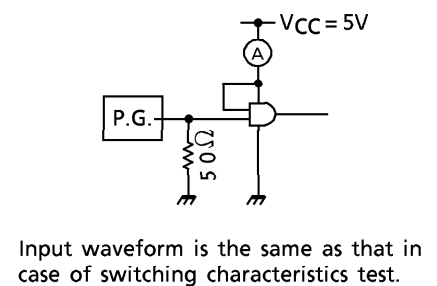 VCC = 5V
A
P.G.
50Ω
Input waveform is the same as that in
case of switching characteristics test.